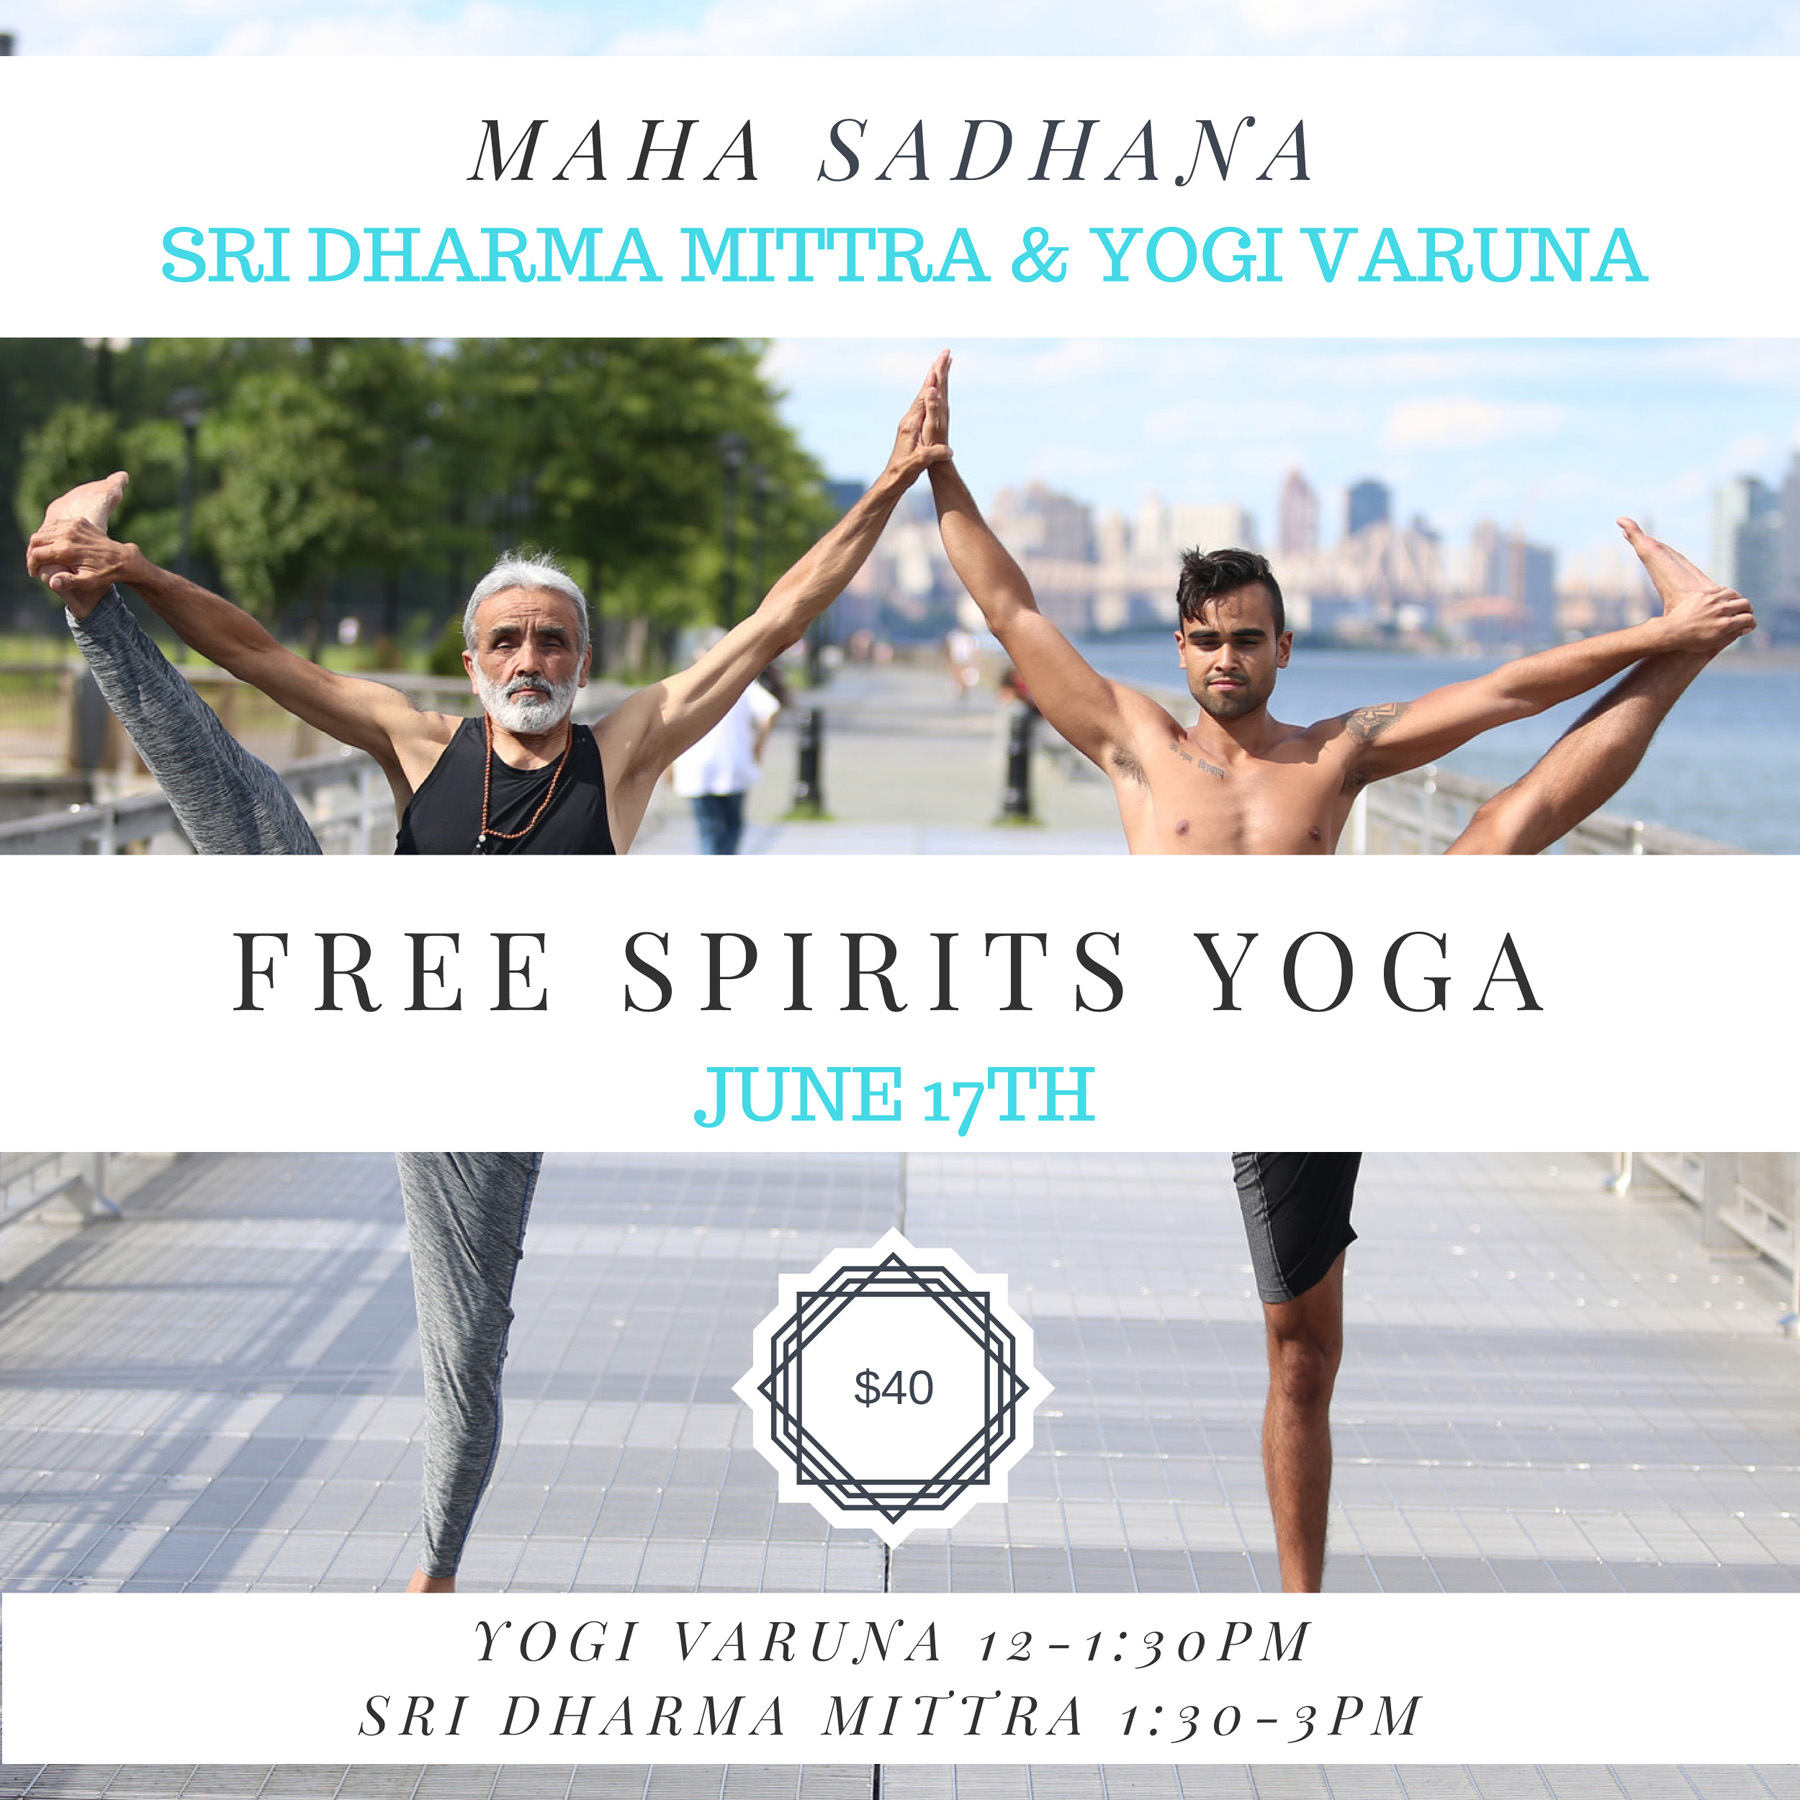 MAHA SADHANA
SRI DHARMA MITTRA & YOGI VARUNA
ॐ नमः शिवाय
FREE SPIRITS YOGA
JUNE 17TH
$40
YOGI VARUNA 12-1:30PM
SRI DHARMA MITTRA 1:30-3PM